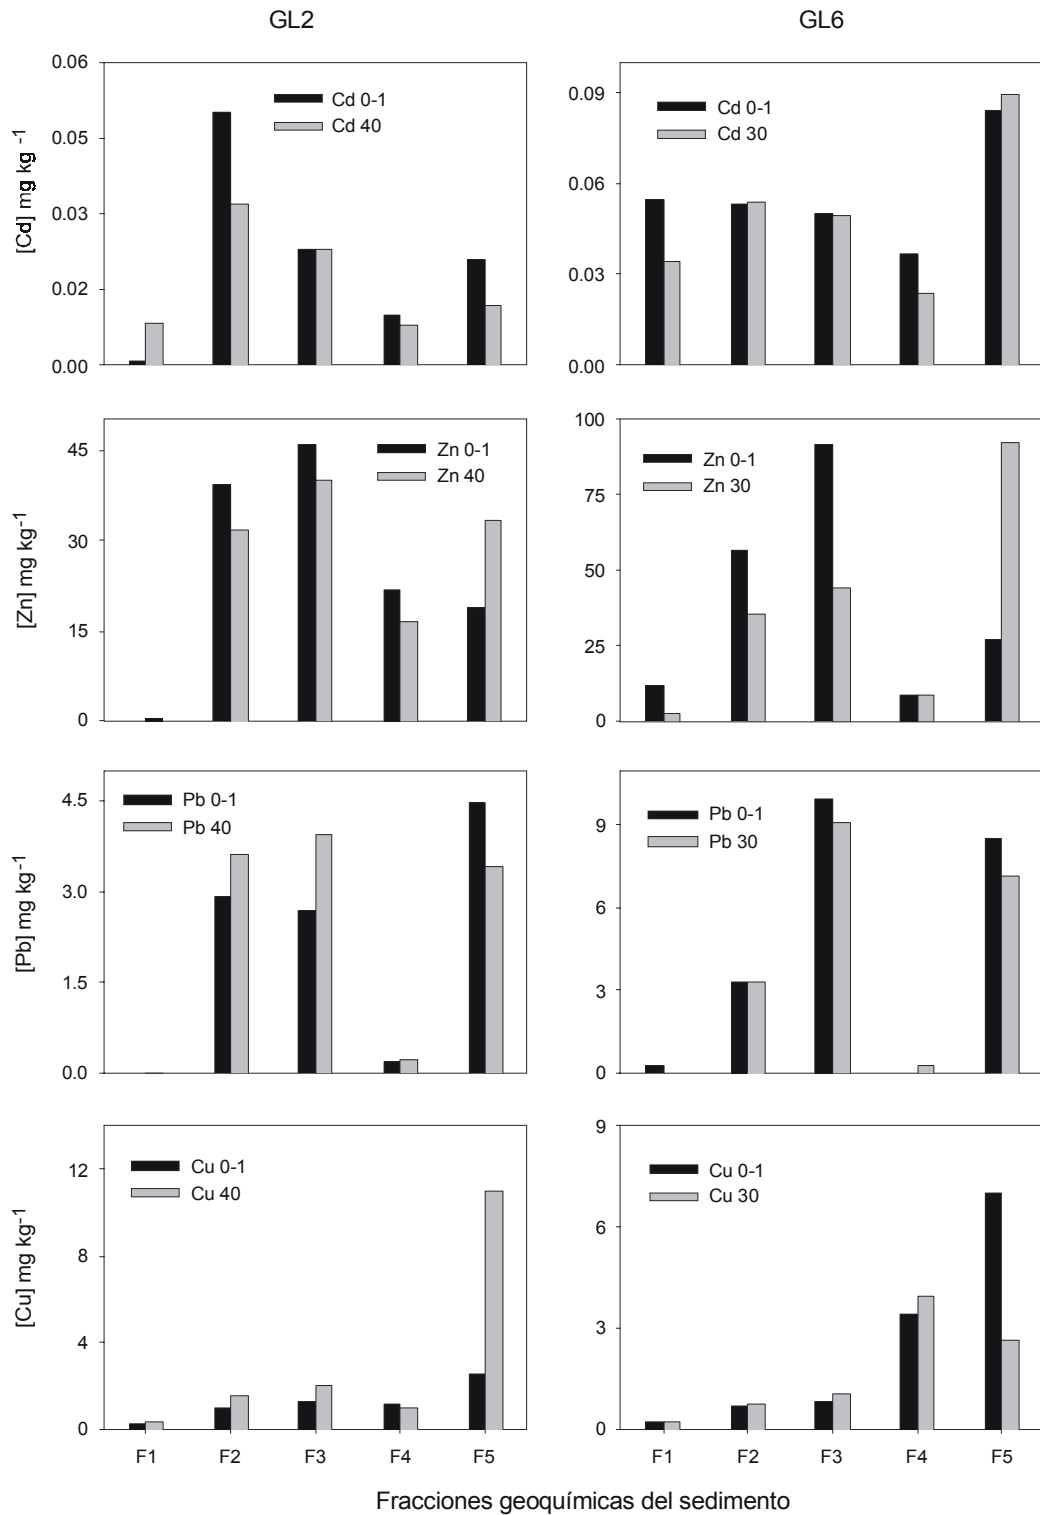 GL2
GL6
0.06
0.05
0.03
0.02
0.00
[Cd] mg kg -1
Cd 0-1
Cd 40
0.09
0.06
0.03
0.00
Cd 0-1
Cd 30
45
30
15
0
[Zn] mg kg-1
Zn 0-1
Zn 40
100
75
50
25
0
Zn 0-1
Zn 30
4.5
3.0
1.5
0.0
[Pb] mg kg-1
Pb 0-1
Pb 40
9
6
3
0
Pb 0-1
Pb 30
12
8
4
0
[Cu] mg kg-1
Cu 0-1
Cu 40
9
6
3
0
Cu 0-1
Cu 30
F1 F2 F3 F4 F5
F1 F2 F3 F4 F5
Fracciones geoquímicas del sedimento